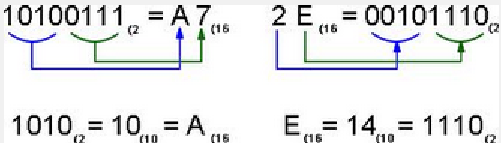 10100111(2 = A 7(16 2 E(16 = 00101110(2
1010(2 = 10(10 = A(16 E(16 = 14(10 = 1110(2